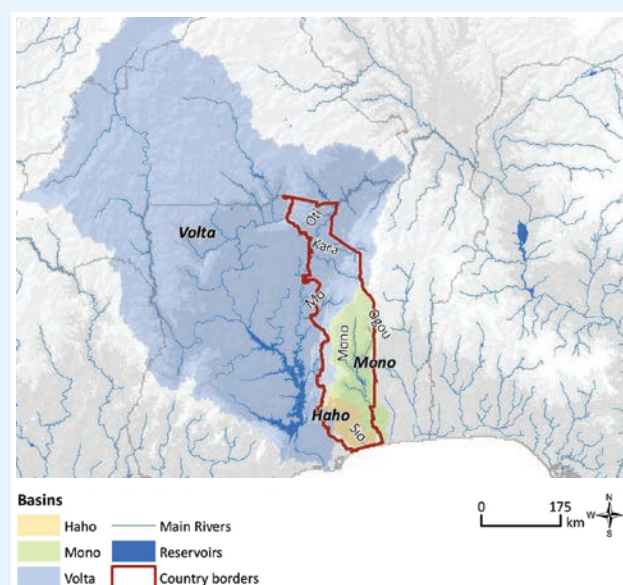 Volta
Oti
Kara
Mo
Mono
Ogou
Mono
Haho
Sio
Basins
Haho
Mono
Volta
Main Rivers
Reservoirs
Country borders
0 175
km
N
W E
S